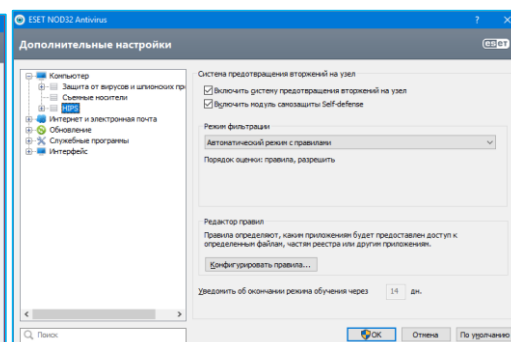 ESET NOD32 Antivirus
Дополнительные настройки
eset
Компьютер
Защита от вирусов и шпионских пр
Съемные носители
HIPS
Интернет и электронная почта
Обновление
Служебные программы
Интерфейс
Система предотвращения вторжений на узел
Включить систему предотвращения вторжений на узел
Включить модуль самозащиты Self-defense
Режим фильтрации
Автоматический режим с правилами
Порядок оценки: правила, разрешить
Редактор правил
Правила определяют, каким приложениям будет предоставлен доступ к
определенным файлам, частям реестра или другим приложениям.
Конфигурировать правила...
Уведомить об окончании режима обучения через 14 дн.
Поиск
OK Отмена По умолчанию